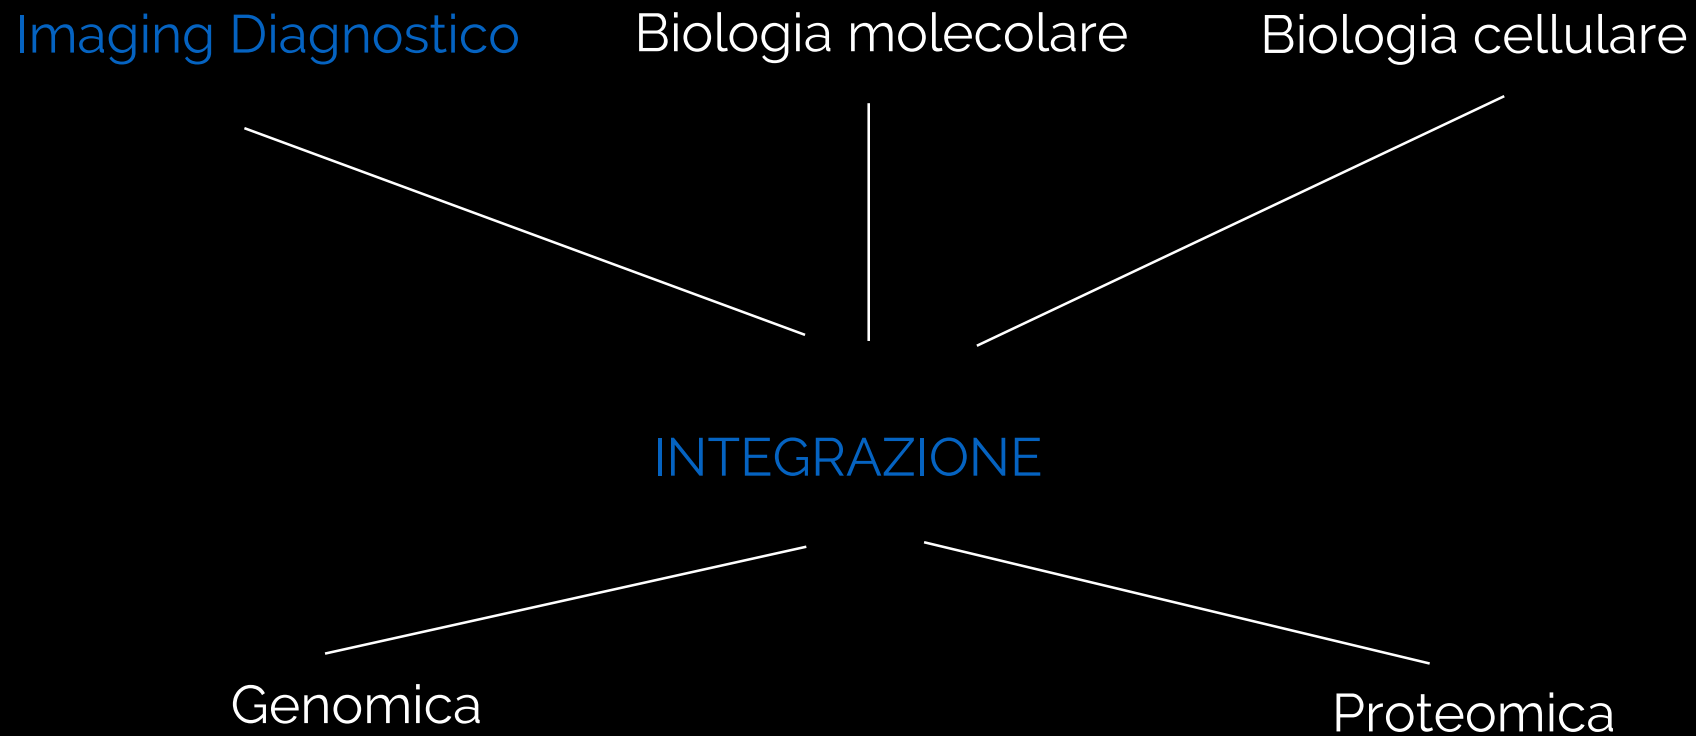 Imaging Diagnostico
Biologia molecolare
Biologia cellulare
INTEGRAZIONE
Genomica
Proteomica